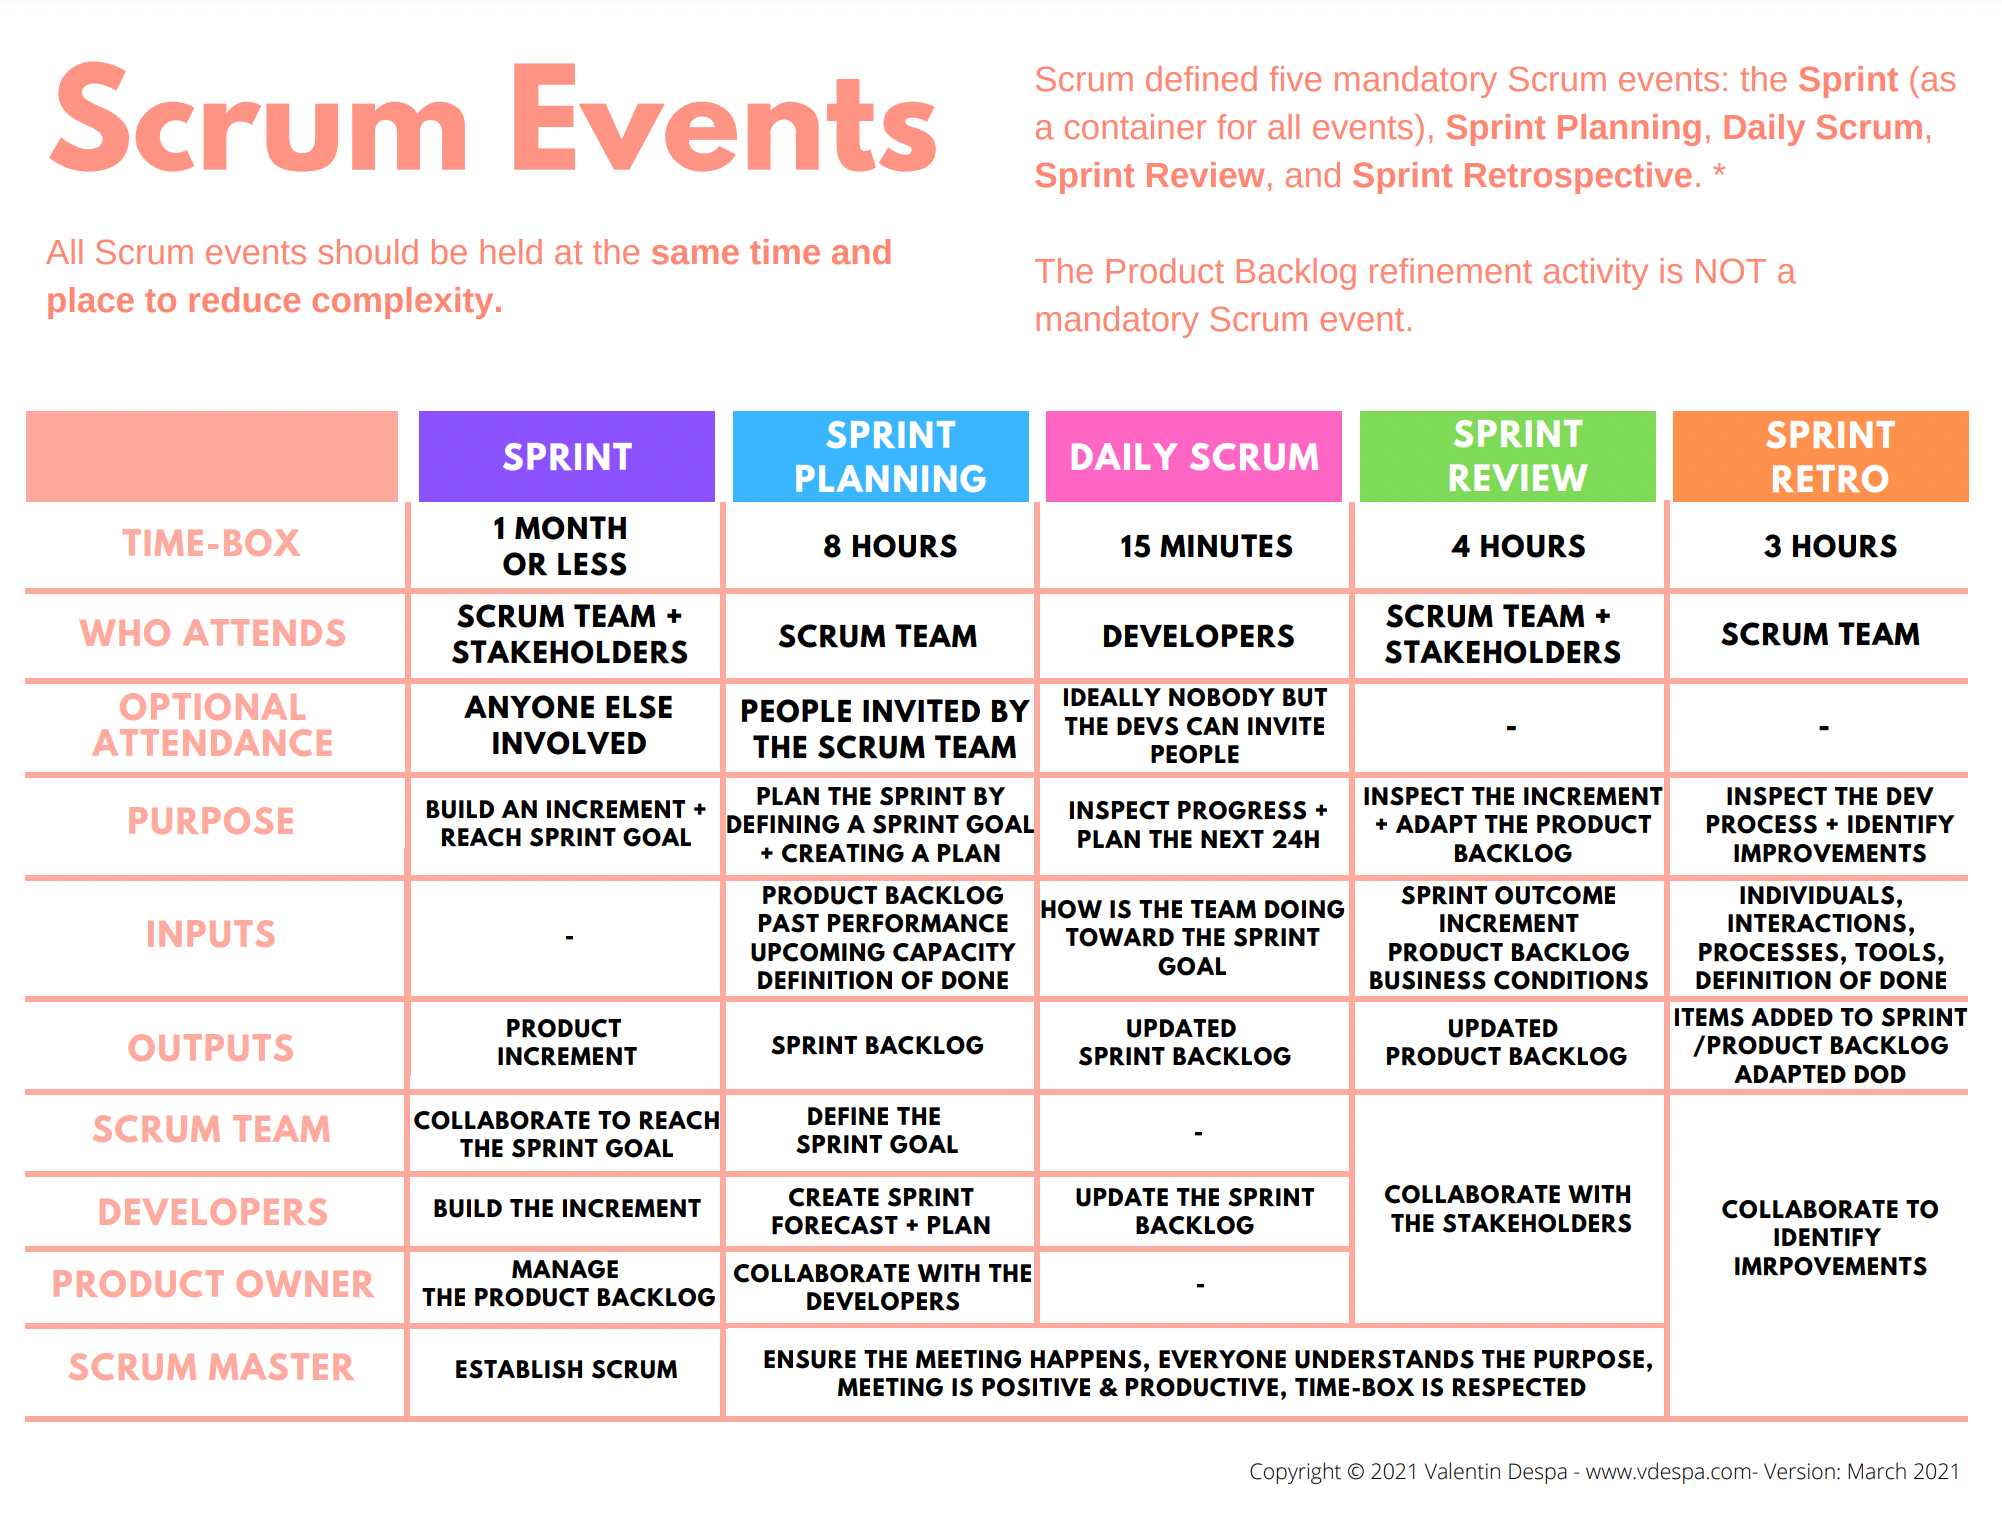 Scrum Events
All Scrum events should be held at the same time and
place to reduce complexity.
Scrum defined five mandatory Scrum events: the Sprint (as
a container for all events), Sprint Planning, Daily Scrum,
Sprint Review, and Sprint Retrospective. *
The Product Backlog refinement activity is NOT a
mandatory Scrum event.
SPRINT
SPRINT
PLANNING
DAILY SCRUM
SPRINT
REVIEW
SPRINT
RETRO
TIME-BOX
1 MONTH
OR LESS
8 HOURS
15 MINUTES
4 HOURS
3 HOURS
WHO ATTENDS
SCRUM TEAM +
STAKEHOLDERS
SCRUM TEAM
DEVELOPERS
SCRUM TEAM +
STAKEHOLDERS
SCRUM TEAM
OPTIONAL
ATTENDANCE
ANYONE ELSE
INVOLVED
PEOPLE INVITED BY
THE SCRUM TEAM
IDEALLY NOBODY BUT
THE DEVS CAN INVITE
PEOPLE
-
-
PURPOSE
BUILD AN INCREMENT +
REACH SPRINT GOAL
PLAN THE SPRINT BY
DEFINING A SPRINT GOAL
+ CREATING A PLAN
INSPECT PROGRESS +
PLAN THE NEXT 24H
INSPECT THE INCREMENT
+ ADAPT THE PRODUCT
BACKLOG
INSPECT THE DEV
PROCESS + IDENTIFY
IMPROVEMENTS
INPUTS
-
PRODUCT BACKLOG
PAST PERFORMANCE
UPCOMING CAPACITY
DEFINITION OF DONE
HOW IS THE TEAM DOING
TOWARD THE SPRINT
GOAL
SPRINT OUTCOME
INCREMENT
PRODUCT BACKLOG
BUSINESS CONDITIONS
INDIVIDUALS,
INTERACTIONS,
PROCESSES, TOOLS,
DEFINITION OF DONE
OUTPUTS
PRODUCT
INCREMENT
SPRINT BACKLOG
UPDATED
SPRINT BACKLOG
UPDATED
PRODUCT BACKLOG
ITEMS ADDED TO SPRINT
/PRODUCT BACKLOG
ADAPTED DOD
SCRUM TEAM
COLLABORATE TO REACH
THE SPRINT GOAL
DEFINE THE
SPRINT GOAL
-
DEVELOPERS
BUILD THE INCREMENT
CREATE SPRINT
FORECAST + PLAN
UPDATE THE SPRINT
BACKLOG
COLLABORATE WITH
THE STAKEHOLDERS
COLLABORATE TO
IDENTIFY
IMRPOVEMENTS
PRODUCT OWNER
MANAGE
THE PRODUCT BACKLOG
COLLABORATE WITH THE
DEVELOPERS
-
SCRUM MASTER
ESTABLISH SCRUM
ENSURE THE MEETING HAPPENS, EVERYONE UNDERSTANDS THE PURPOSE,
MEETING IS POSITIVE & PRODUCTIVE, TIME-BOX IS RESPECTED
Copyright © 2021 Valentin Despa - www.vdespa.com- Version: March 2021